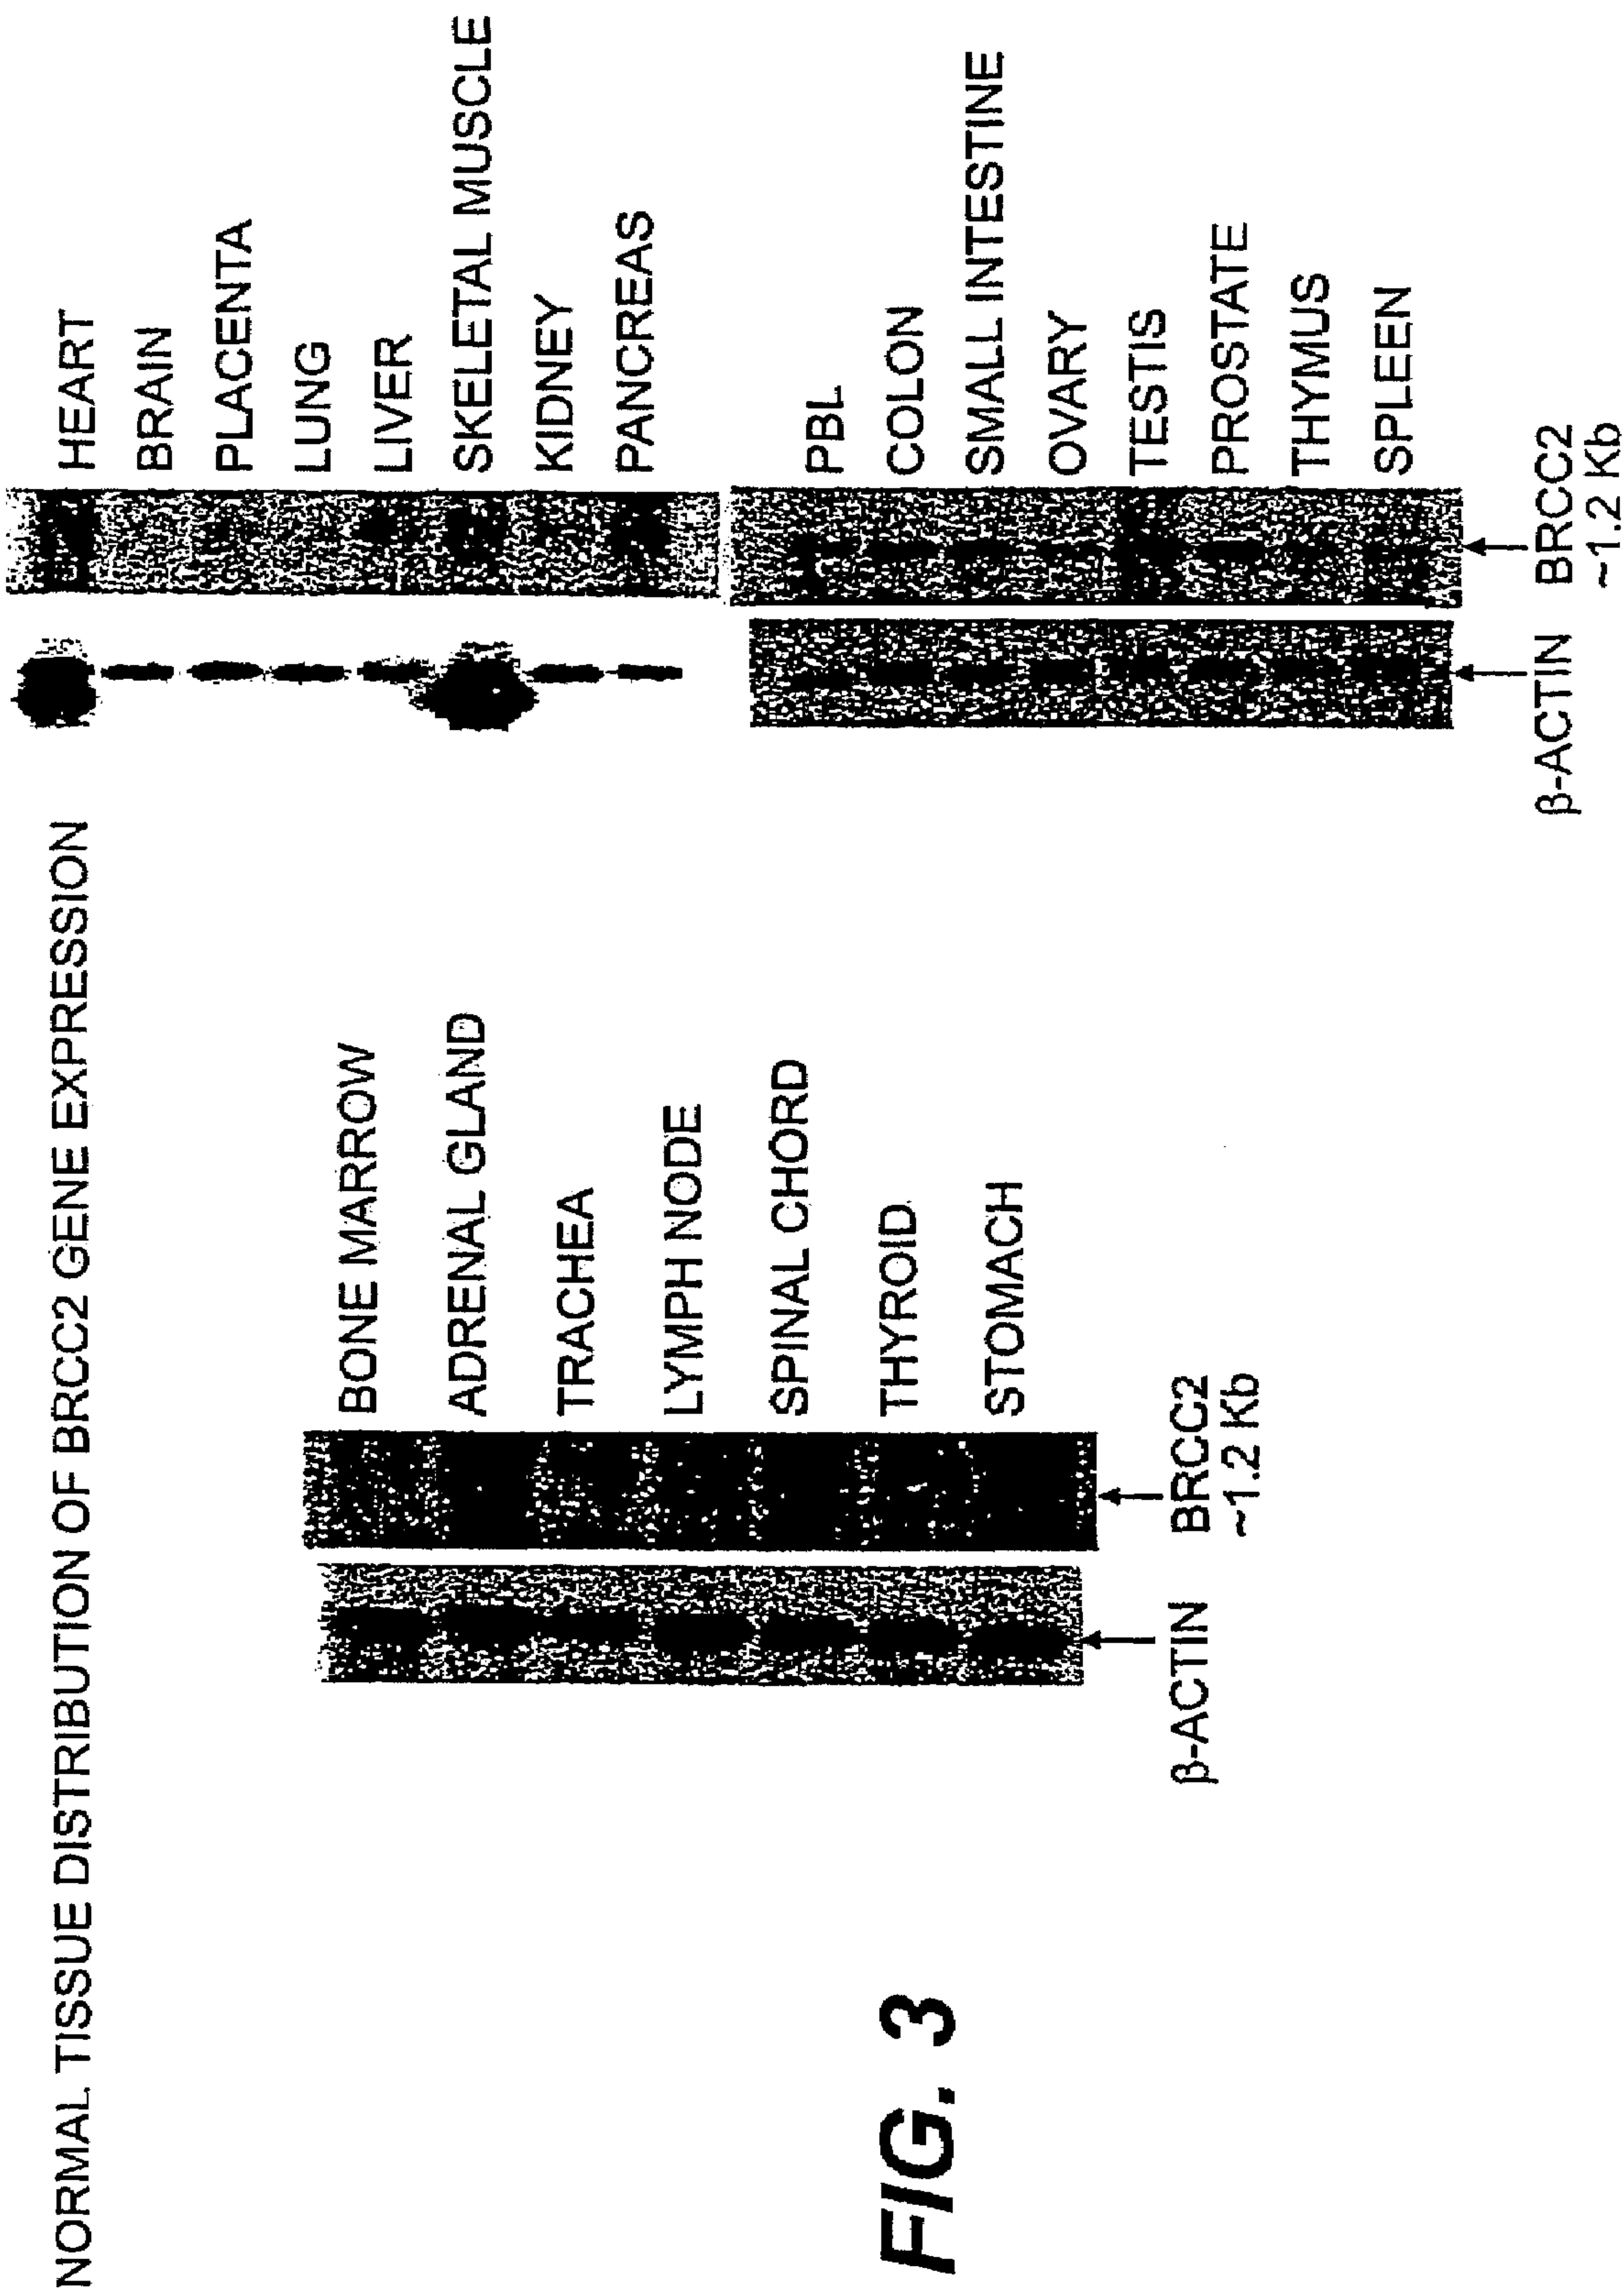 NORMAL TISSUE DISTRIBUTION OF BRCC2 GENE EXPRESSION
HEART
BRAIN
PLACENTA
LUNG
LIVER
SKELETAL MUSCLE
KIDNEY
PANCREAS
PBL
COLON
SMALL INTESTINE
OVARY
TESTIS
PROSTATE
THYMUS
SPLEEN
β-ACTIN
BRCC2
~1.2 Kb
BONE MARROW
ADRENAL GLAND
TRACHEA
LYMPH NODE
SPINAL CHORD
THYROID
STOMACH
β-ACTIN
BRCC2
~1.2 Kb
FIG. 3